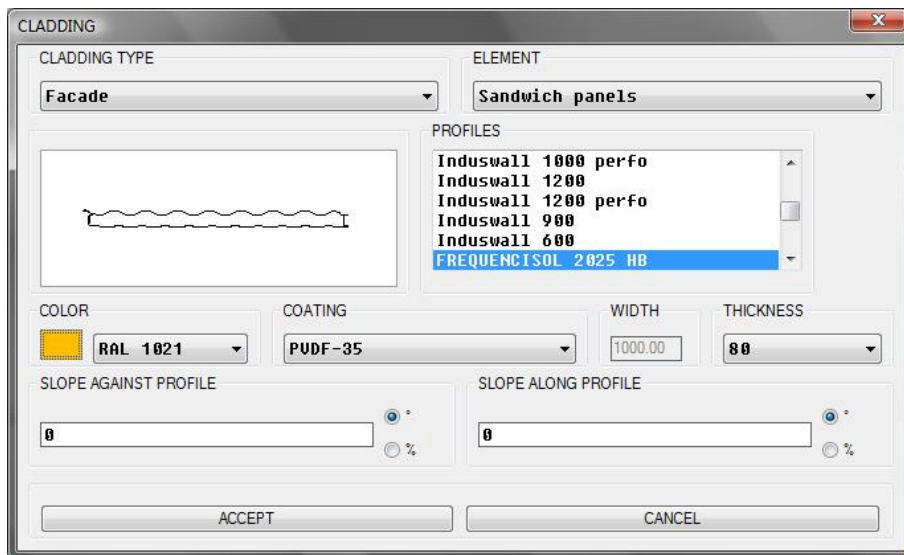 CLADDING
CLADDING TYPE
ELEMENT
Facade
Sandwich panels
PROFILES
Induswall 1000 perfo
Induswall 1200
Induswall 1200 perfo
Induswall 900
Induswall 600
FREQUENCISOL 2025 HB
COLOR
COATING
WIDTH
THICKNESS
RAL 1021
PVDF-35
1000.00
80
SLOPE AGAINST PROFILE
SLOPE ALONG PROFILE
0
°
%
0
°
%
ACCEPT
CANCEL